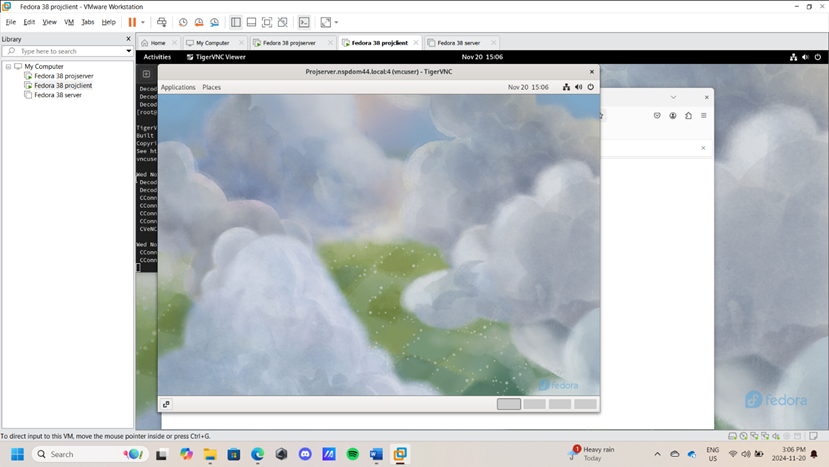 Fedora 38 projclient - VMware Workstation
File Edit View VM Tabs Help
Library
Type here to search
My Computer
Fedora 38 projserver
Fedora 38 projclient
Fedora 38 server
Home My Computer Fedora 38 projserver Fedora 38 projclient Fedora 38 server
Activities TigerVNC Viewer Nov 20 15:06
Projserver.nspdom44.local:4 (vncuser) - TigerVNC
Applications Places Nov 20 15:06
Decod
Decod
Decod
[root@
TigerV
Built
Copyri
See ht
vncuse
Wed No
Decod
Decod
CConn
CConn
CConn
CConn
CVeNC
Wed No
CConn
CConn
fedora
fedora
To direct input to this VM, move the mouse pointer inside or press Ctrl+G.
Search
1
Heavy rain
Today
ENG
US
3:06 PM
2024-11-20